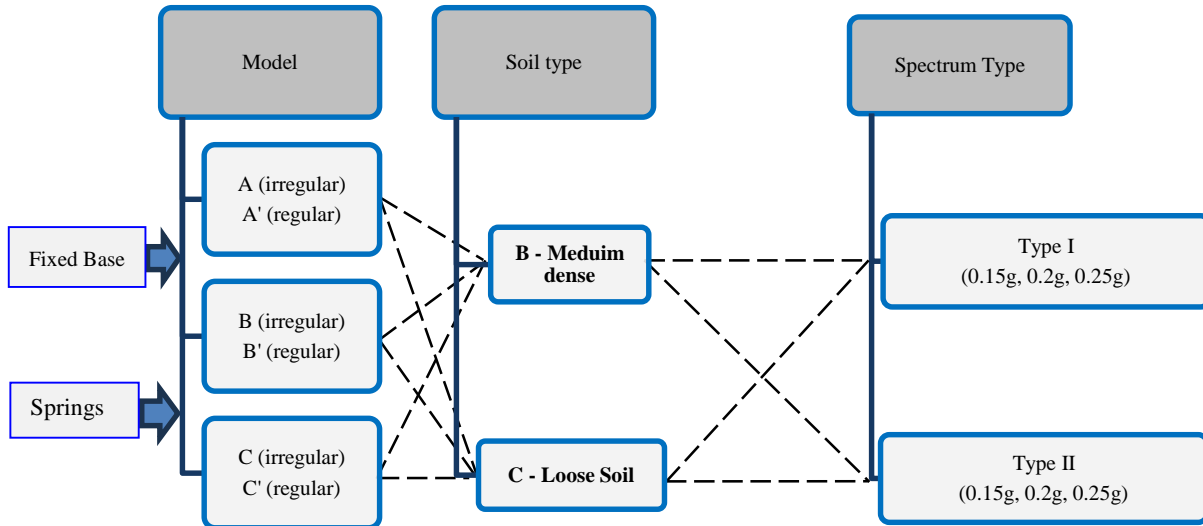 Model
Soil type
Spectrum Type
A (irregular)
A' (regular)
Fixed Base
B - Meduim
dense
Type I
(0.15g, 0.2g, 0.25g)
B (irregular)
B' (regular)
Springs
C (irregular)
C' (regular)
C - Loose Soil
Type II
(0.15g, 0.2g, 0.25g)